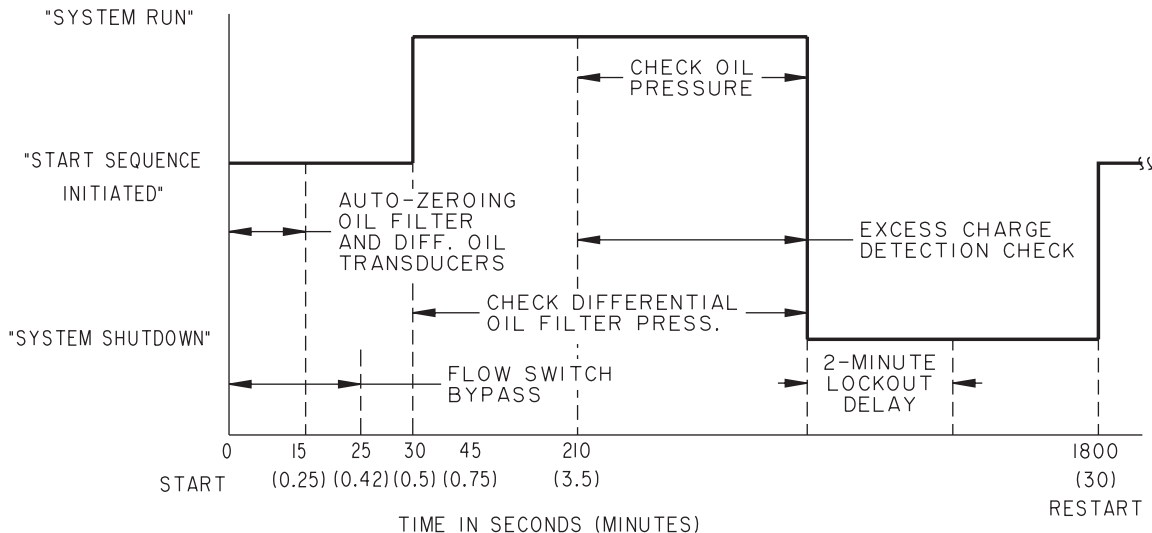 "SYSTEM RUN"
CHECK OIL
PRESSURE
"START SEQUENCE
INITIATED"
AUTO-ZEROING
OIL FILTER
AND DIFF. OIL
TRANSDUCERS
EXCESS CHARGE
DETECTION CHECK
CHECK DIFFERENTIAL
OIL FILTER PRESS.
"SYSTEM SHUTDOWN"
FLOW SWITCH
BYPASS
2-MINUTE
LOCKOUT
DELAY
0 15 25 30 45 210 1800
START (0.25) (0.42) (0.5) (0.75) (3.5) (30)
RESTART
TIME IN SECONDS (MINUTES)